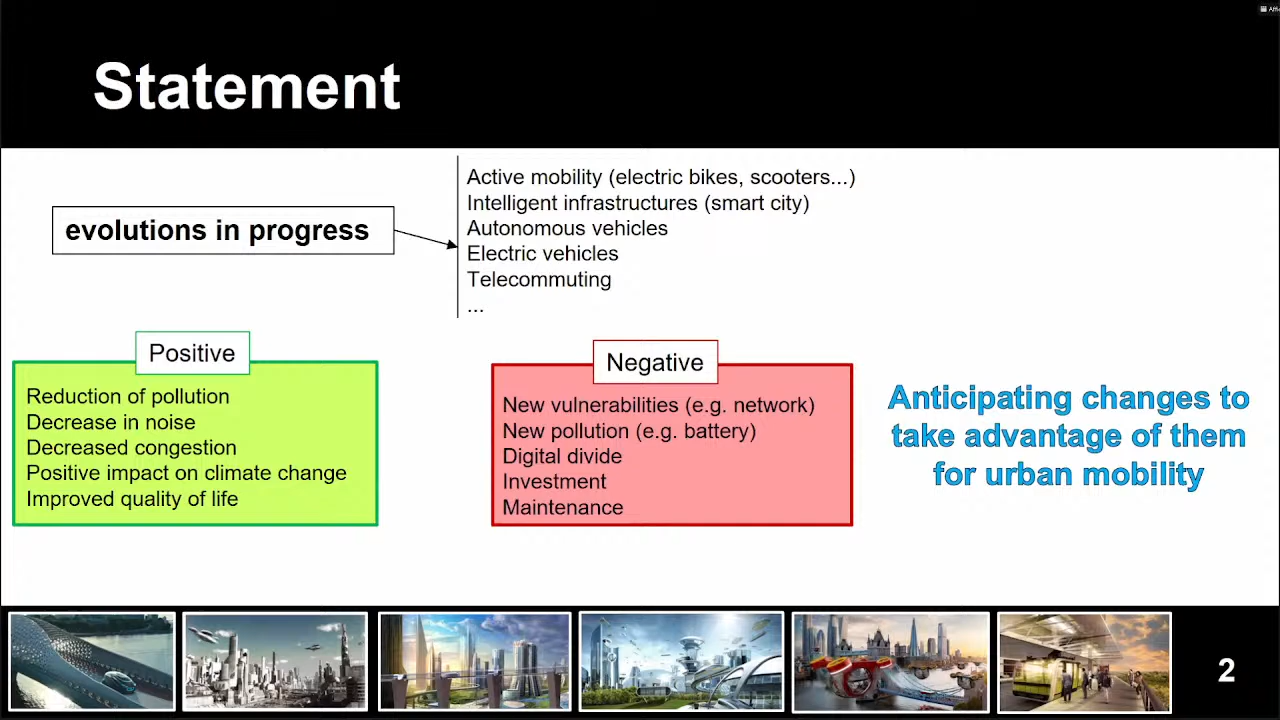 Statement
evolutions in progress
Active mobility (electric bikes, scooters...)
Intelligent infrastructures (smart city)
Autonomous vehicles
Electric vehicles
Telecommuting
...
Positive
Reduction of pollution
Decrease in noise
Decreased congestion
Positive impact on climate change
Improved quality of life
Negative
New vulnerabilities (e.g. network)
New pollution (e.g. battery)
Digital divide
Investment
Maintenance
Anticipating changes to
take advantage of them
for urban mobility
2